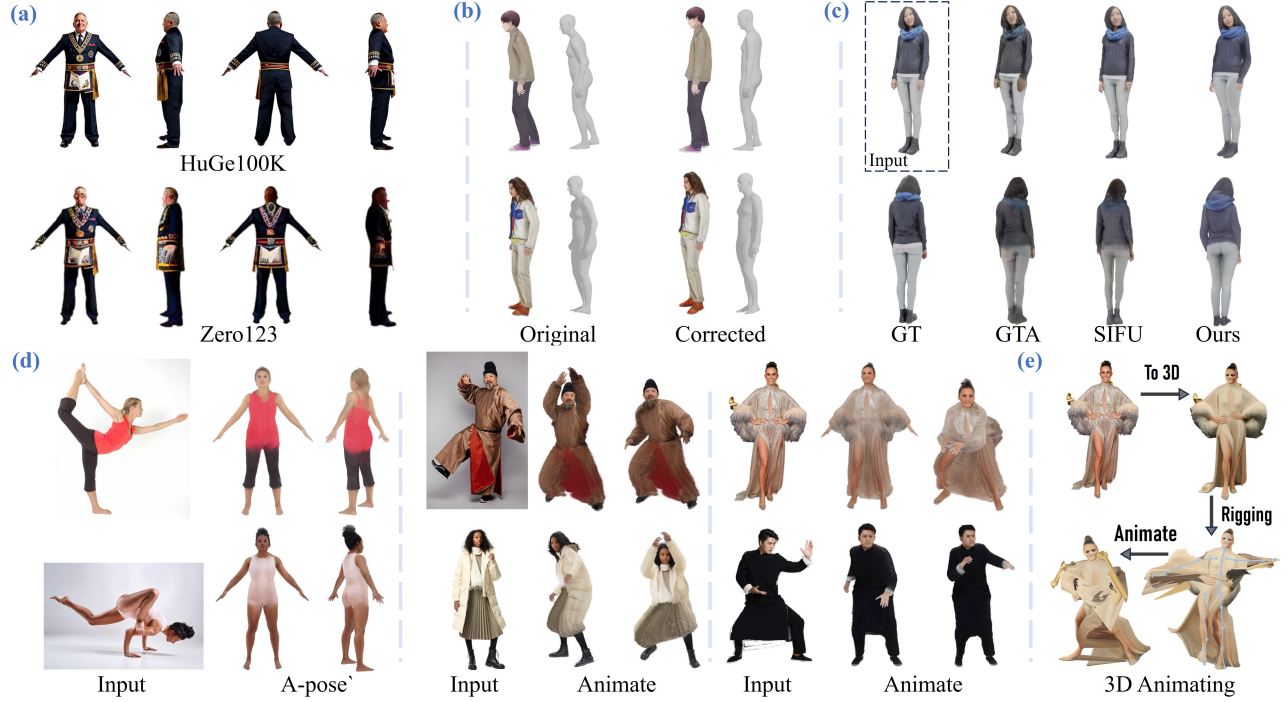 (a)
HuGe100K
Zero123
(b)
Original
Corrected
(c)
Input
GT
GTA
SIFU
Ours
(d)
Input
A-pose`
Input
Animate
Input
Animate
(e)
To 3D
Rigging
Animate
3D Animating